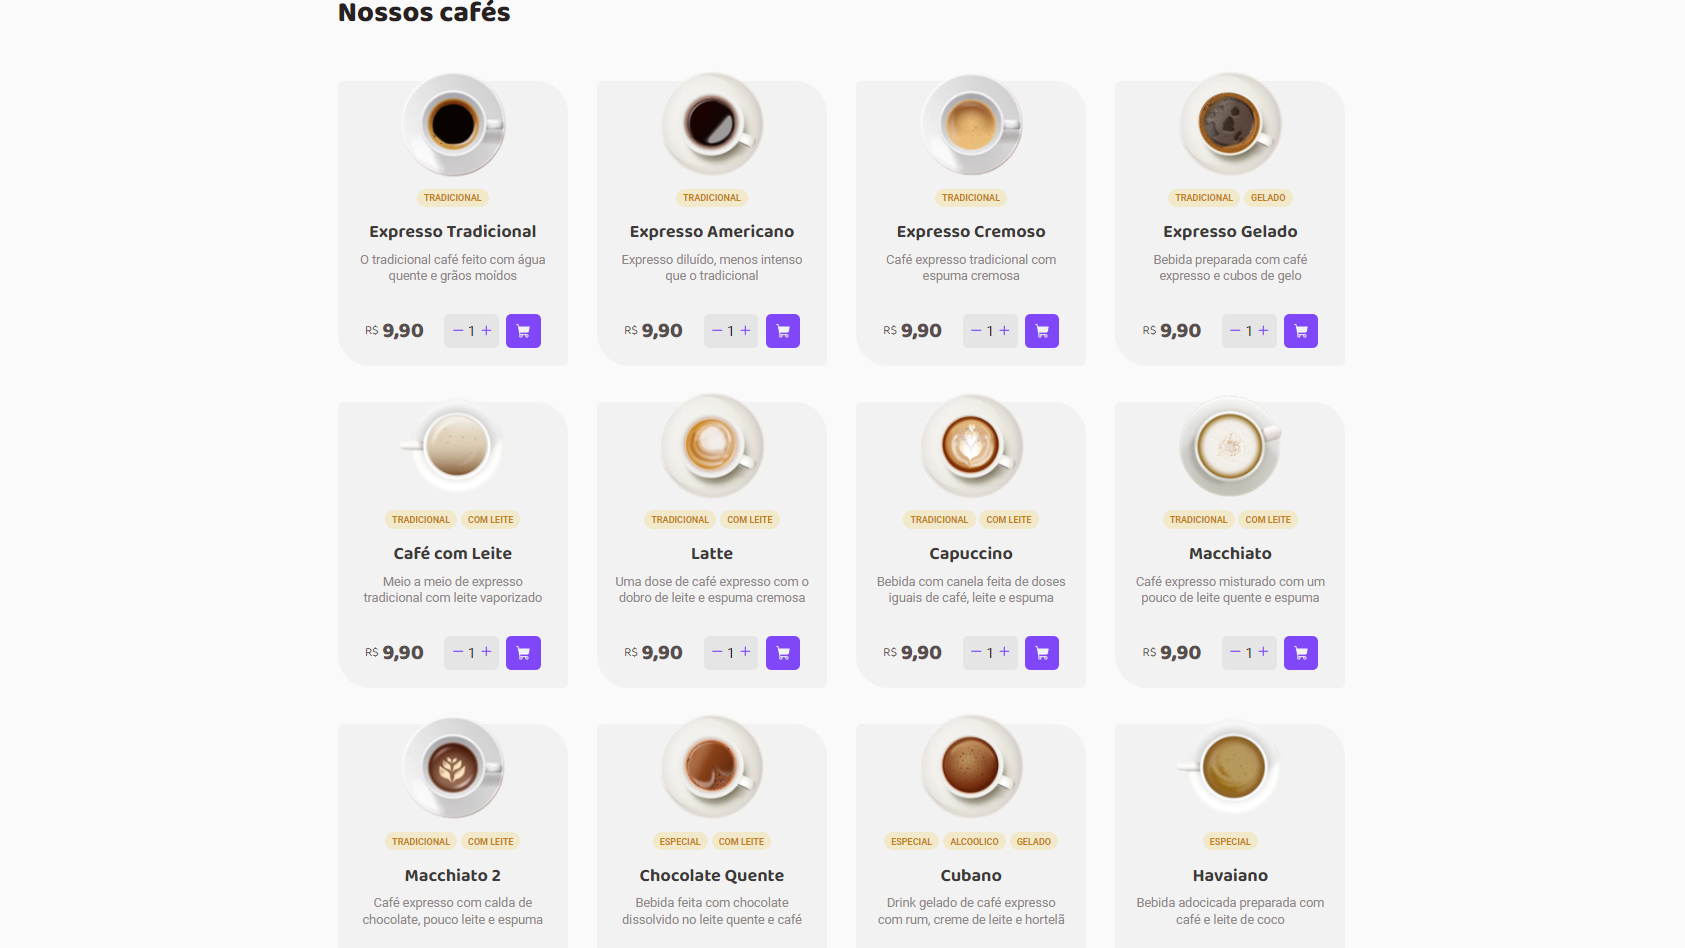 Nossos cafés
TRADICIONAL
Expresso Tradicional
O tradicional café feito com água
quente e grãos moídos
R$ 9,90
1
TRADICIONAL
Expresso Americano
Expresso diluído, menos intenso
que o tradicional
R$ 9,90
1
TRADICIONAL
Expresso Cremoso
Café expresso tradicional com
espuma cremosa
R$ 9,90
1
TRADICIONAL GELADO
Expresso Gelado
Bebida preparada com café
expresso e cubos de gelo
R$ 9,90
1
TRADICIONAL COM LEITE
Café com Leite
Meio a meio de expresso
tradicional com leite vaporizado
R$ 9,90
1
TRADICIONAL COM LEITE
Latte
Uma dose de café expresso com o
dobro de leite e espuma cremosa
R$ 9,90
1
TRADICIONAL COM LEITE
Capuccino
Bebida com canela feita de doses
iguais de café, leite e espuma
R$ 9,90
1
TRADICIONAL COM LEITE
Macchiato
Café expresso misturado com um
pouco de leite quente e espuma
R$ 9,90
1
TRADICIONAL COM LEITE
Macchiato 2
Café expresso com calda de
chocolate, pouco leite e espuma
ESPECIAL COM LEITE
Chocolate Quente
Bebida feita com chocolate
dissolvido no leite quente e café
ESPECIAL ALCOOLICO GELADO
Cubano
Drink gelado de café expresso
com rum, creme de leite e hortelã
ESPECIAL
Havaiano
Bebida adocicada preparada com
café e leite de coco